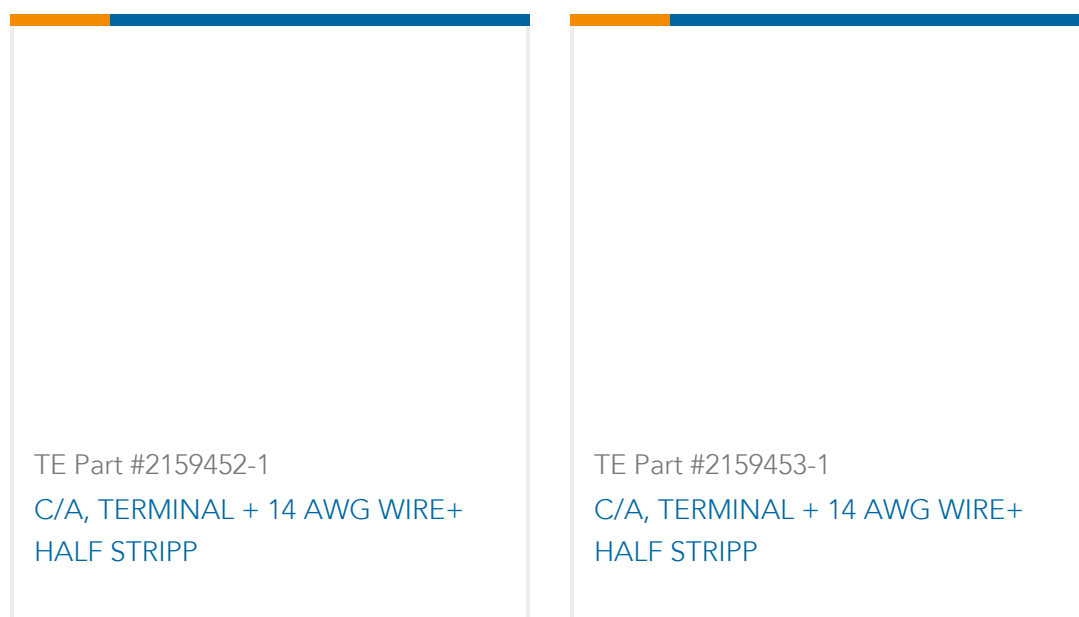 TE Part #2159452-1
C/A, TERMINAL + 14 AWG WIRE+
HALF STRIPP
TE Part #2159453-1
C/A, TERMINAL + 14 AWG WIRE+
HALF STRIPP